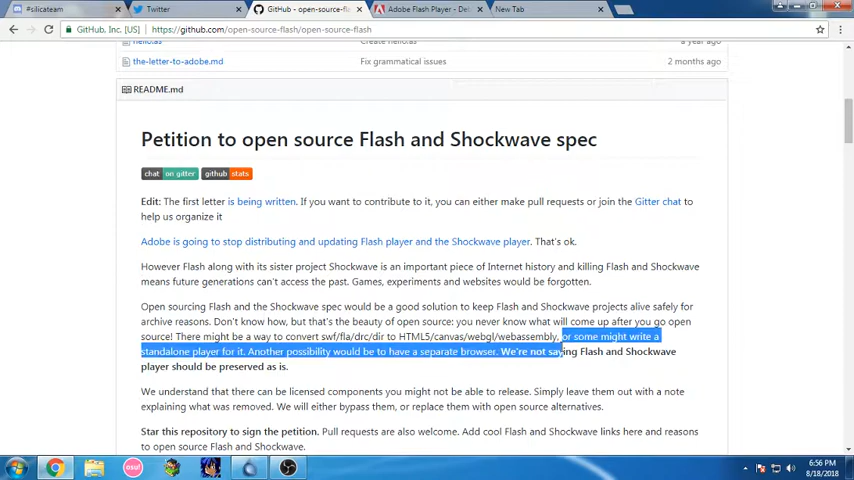 #silicateam
Twitter
GitHub - open-source-fl
Adobe Flash Player - De
New Tab
GitHub, Inc. [US]
https://github.com/open-source-flash/open-source-flash
hello.as
Create hello.as
a year ago
the-letter-to-adobe.md
Fix grammatical issues
2 months ago
README.md
Petition to open source Flash and Shockwave spec
chat on gitter
github stats
Edit: The first letter is being written. If you want to contribute to it, you can either make pull requests or join the Gitter chat to
help us organize it
Adobe is going to stop distributing and updating Flash player and the Shockwave player. That's ok.
However Flash along with its sister project Shockwave is an important piece of Internet history and killing Flash and Shockwave
means future generations can't access the past. Games, experiments and websites would be forgotten.
Open sourcing Flash and the Shockwave spec would be a good solution to keep Flash and Shockwave projects alive safely for
archive reasons. Don't know how, but that's the beauty of open source: you never know what will come up after you go open
source! There might be a way to convert swf/fla/drc/dir to HTML5/canvas/webgl/webassembly, or some might write a
standalone player for it. Another possibility would be to have a separate browser. We're not saying Flash and Shockwave
player should be preserved as is.
We understand that there can be licensed components you might not be able to release. Simply leave them out with a note
explaining what was removed. We will either bypass them, or replace them with open source alternatives.
Star this repository to sign the petition. Pull requests are also welcome. Add cool Flash and Shockwave links here and reasons
to open source Flash and Shockwave.
osu!
6:56 PM
8/18/2018